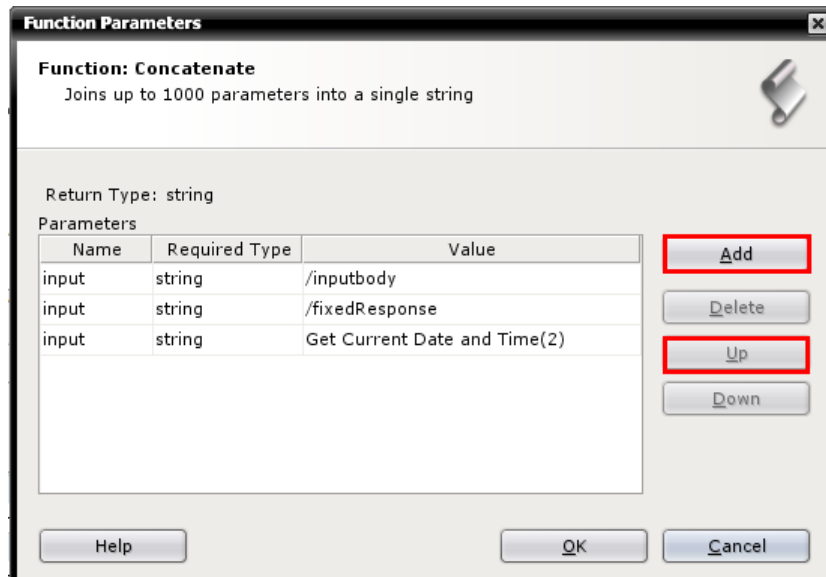 Function Parameters
Function: Concatenate
Joins up to 1000 parameters into a single string
Return Type: string
Parameters
Name Required Type Value
input string /inputbody
input string /fixedResponse
input string Get Current Date and Time(2)
Add
Delete
Up
Down
Help OK Cancel